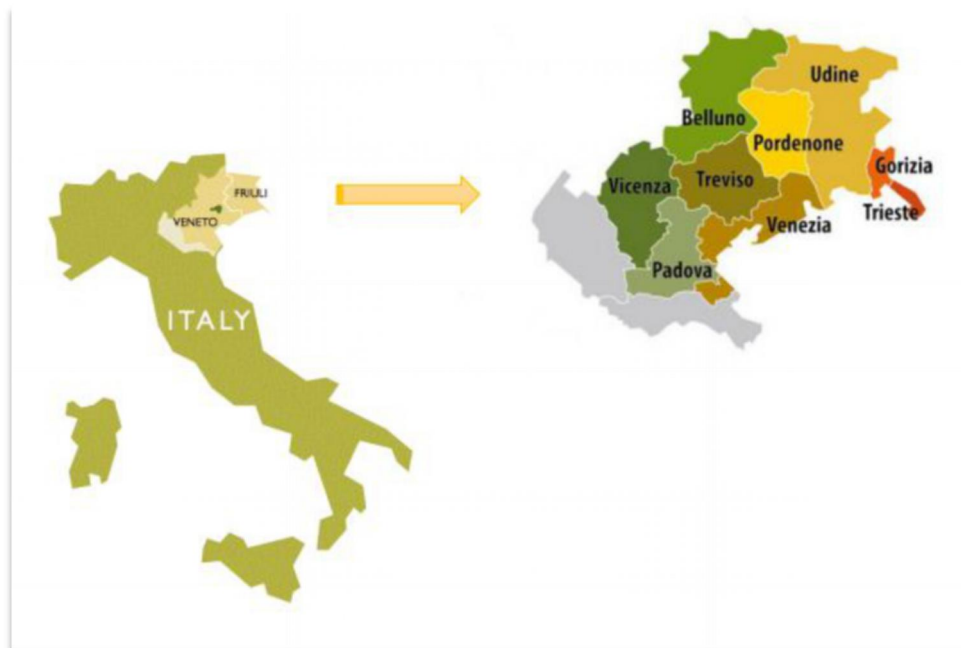 FRIULI
VENETO
ITALY
Udine
Belluno
Pordenone
Gorizia
Vicenza
Treviso
Trieste
Venezia
Padova